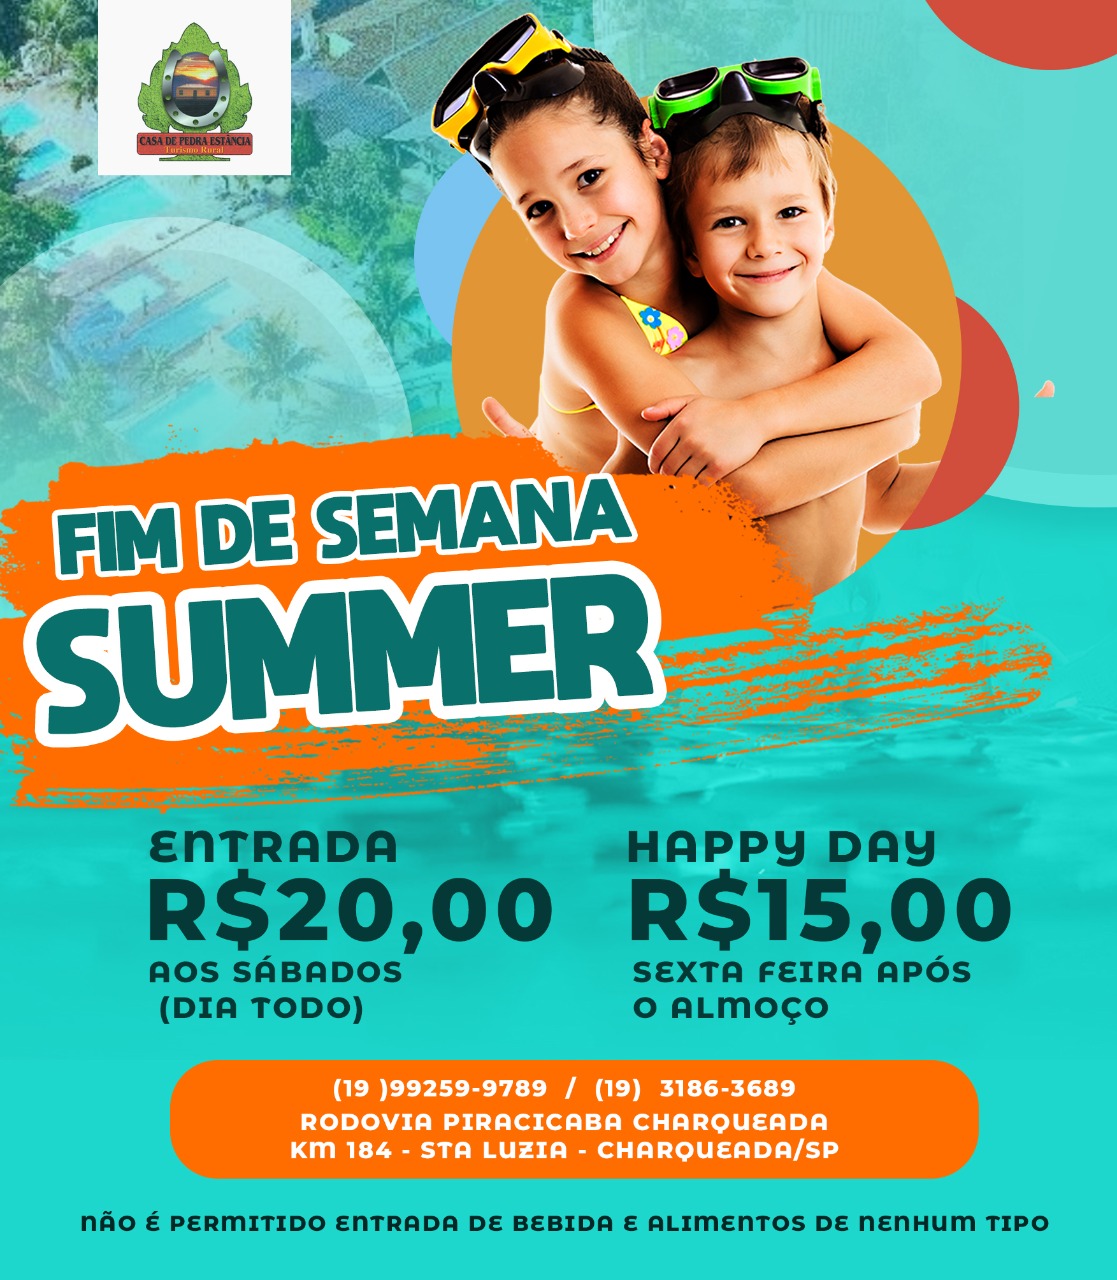 CASA DE PEDRA ESTÂNCIA
Turismo Rural
FIM DE SEMANA
SUMMER
ENTRADA
R$20,00
AOS SÁBADOS
(DIA TODO)
HAPPY DAY
R$15,00
SEXTA FEIRA APÓS
O ALMOÇO
(19 )99259-9789 / (19) 3186-3689
RODOVIA PIRACICABA CHARQUEADA
KM 184 - STA LUZIA - CHARQUEADA/SP
NÃO É PERMITIDO ENTRADA DE BEBIDA E ALIMENTOS DE NENHUM TIPO